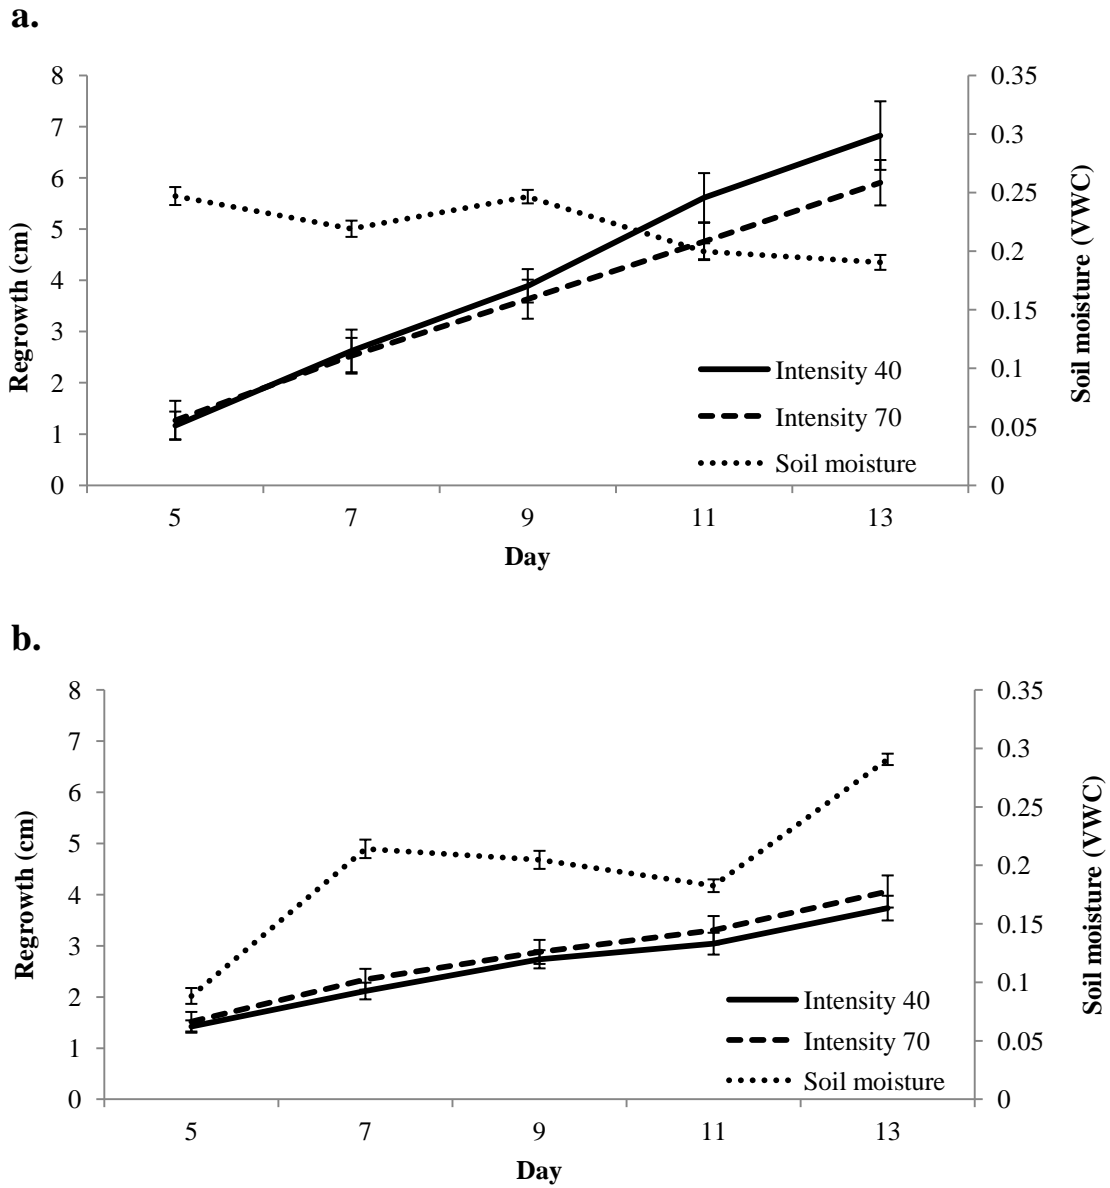 a.
8
7
6
5
4
3
2
1
0
Regrowth (cm)
0.35
0.3
0.25
0.2
0.15
0.1
0.05
0
Soil moisture (VWC)
Intensity 40
Intensity 70
Soil moisture
5 7 9 11 13
Day
b.
8
7
6
5
4
3
2
1
0
Regrowth (cm)
0.35
0.3
0.25
0.2
0.15
0.1
0.05
0
Soil moisture (VWC)
Intensity 40
Intensity 70
Soil moisture
5 7 9 11 13
Day